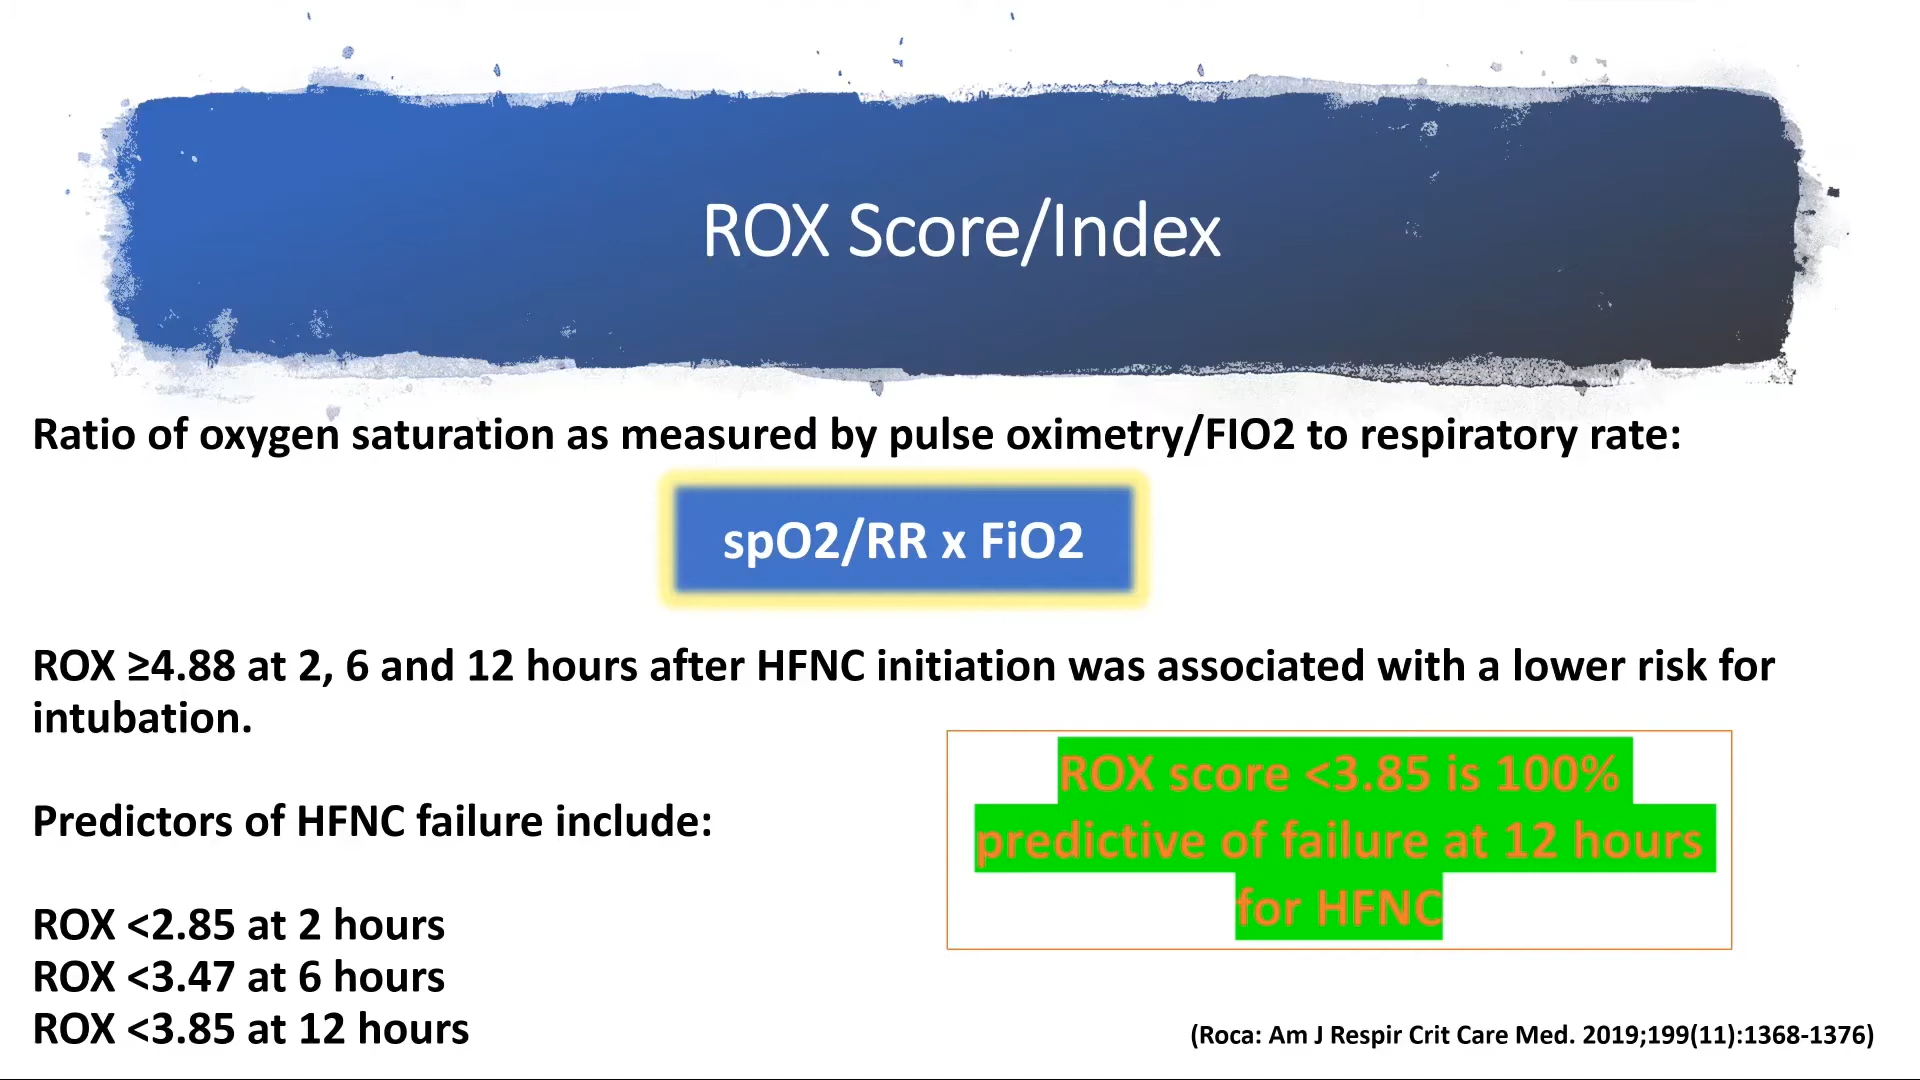 ROX Score/Index
Ratio of oxygen saturation as measured by pulse oximetry/FIO2 to respiratory rate:
spO2/RR x FiO2
ROX ≥4.88 at 2, 6 and 12 hours after HFNC initiation was associated with a lower risk for
intubation.
Predictors of HFNC failure include:
ROX <2.85 at 2 hours
ROX <3.47 at 6 hours
ROX <3.85 at 12 hours
ROX score <3.85 is 100%
predictive of failure at 12 hours
for HFNC
(Roca: Am J Respir Crit Care Med. 2019;199(11):1368-1376)